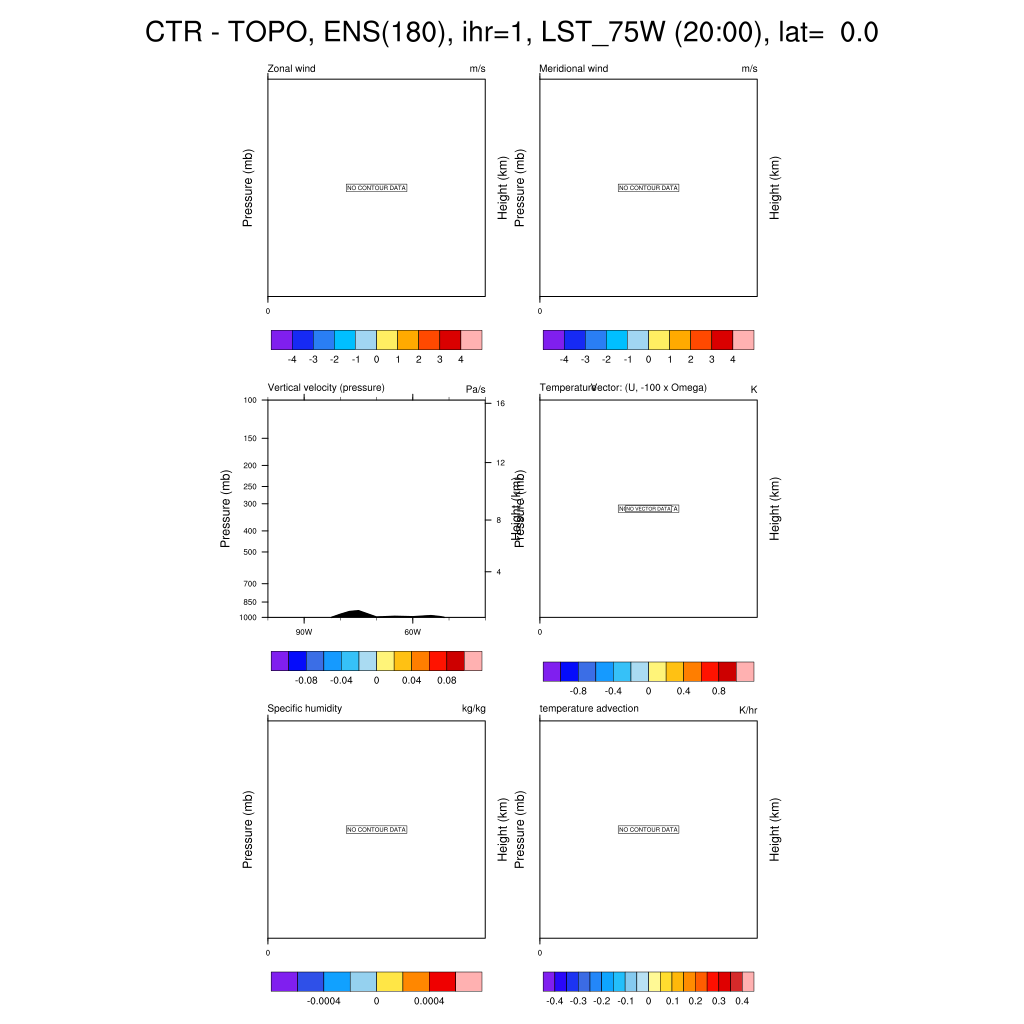 CTR - TOPO, ENS(180), ihr=1, LST_75W (20:00), lat=  0.0
Zonal wind m/s
Meridional wind m/s
Pressure (mb)
NO CONTOUR DATA
Height (km)
Pressure (mb)
NO CONTOUR DATA
Height (km)
0
0
-4 -3 -2 -1 0 1 2 3 4
-4 -3 -2 -1 0 1 2 3 4
Vertical velocity (pressure) Pa/s
Temperature Vector: (U, -100 x Omega) K
Pressure (mb)
100
150
200
250
300
400
500
700
850
1000
16
12
8
4
Height (km)
90W 60W
Pressure (mb)
NO VECTOR DATA
Height (km)
0
-0.08 -0.04 0 0.04 0.08
-0.8 -0.4 0 0.4 0.8
Specific humidity kg/kg
temperature advection K/hr
Pressure (mb)
NO CONTOUR DATA
Height (km)
Pressure (mb)
NO CONTOUR DATA
Height (km)
0
0
-0.0004 0 0.0004
-0.4 -0.3 -0.2 -0.1 0 0.1 0.2 0.3 0.4